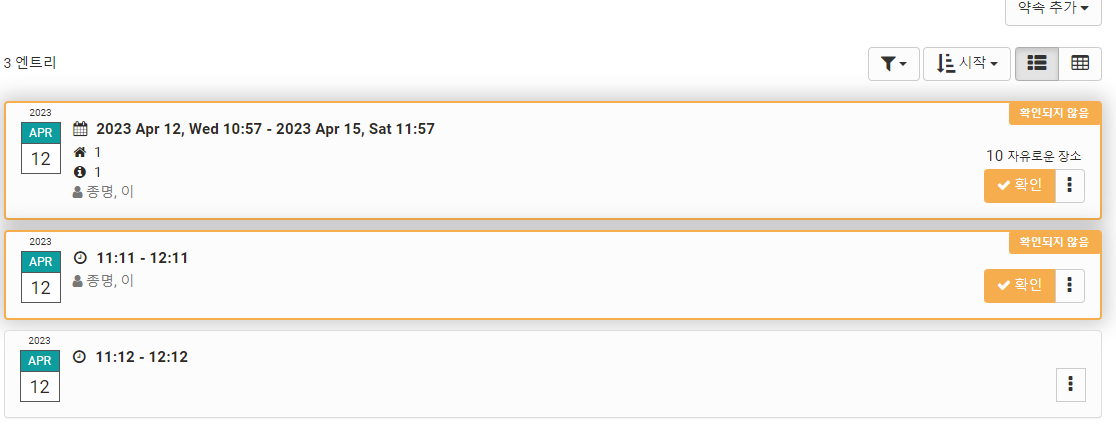 약속 추가
3 엔트리
시작
2023
APR
12
2023 Apr 12, Wed 10:57 - 2023 Apr 15, Sat 11:57
1
1
종명, 이
확인되지 않음
10 자유로운 장소
확인
2023
APR
12
11:11 - 12:11
종명, 이
확인되지 않음
확인
2023
APR
12
11:12 - 12:12